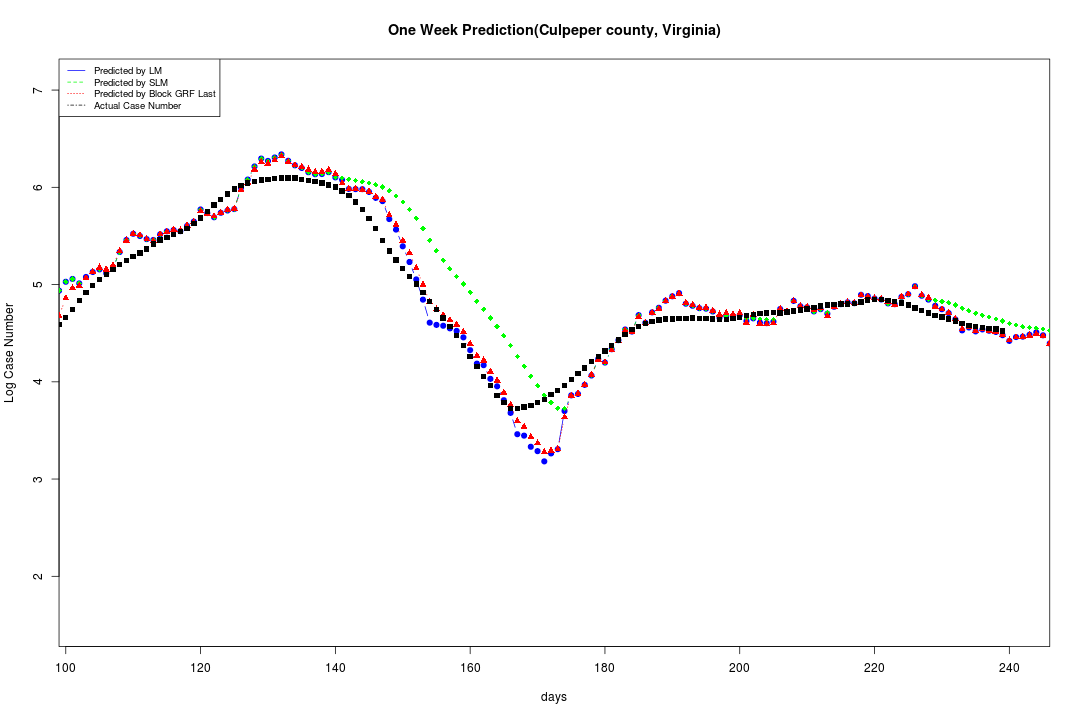 One Week Prediction(Culpeper county, Virginia)
Predicted by LM
Predicted by SLM
Predicted by Block GRF Last
Actual Case Number
7
6
5
4
3
2
Log Case Number
100 120 140 160 180 200 220 240
days